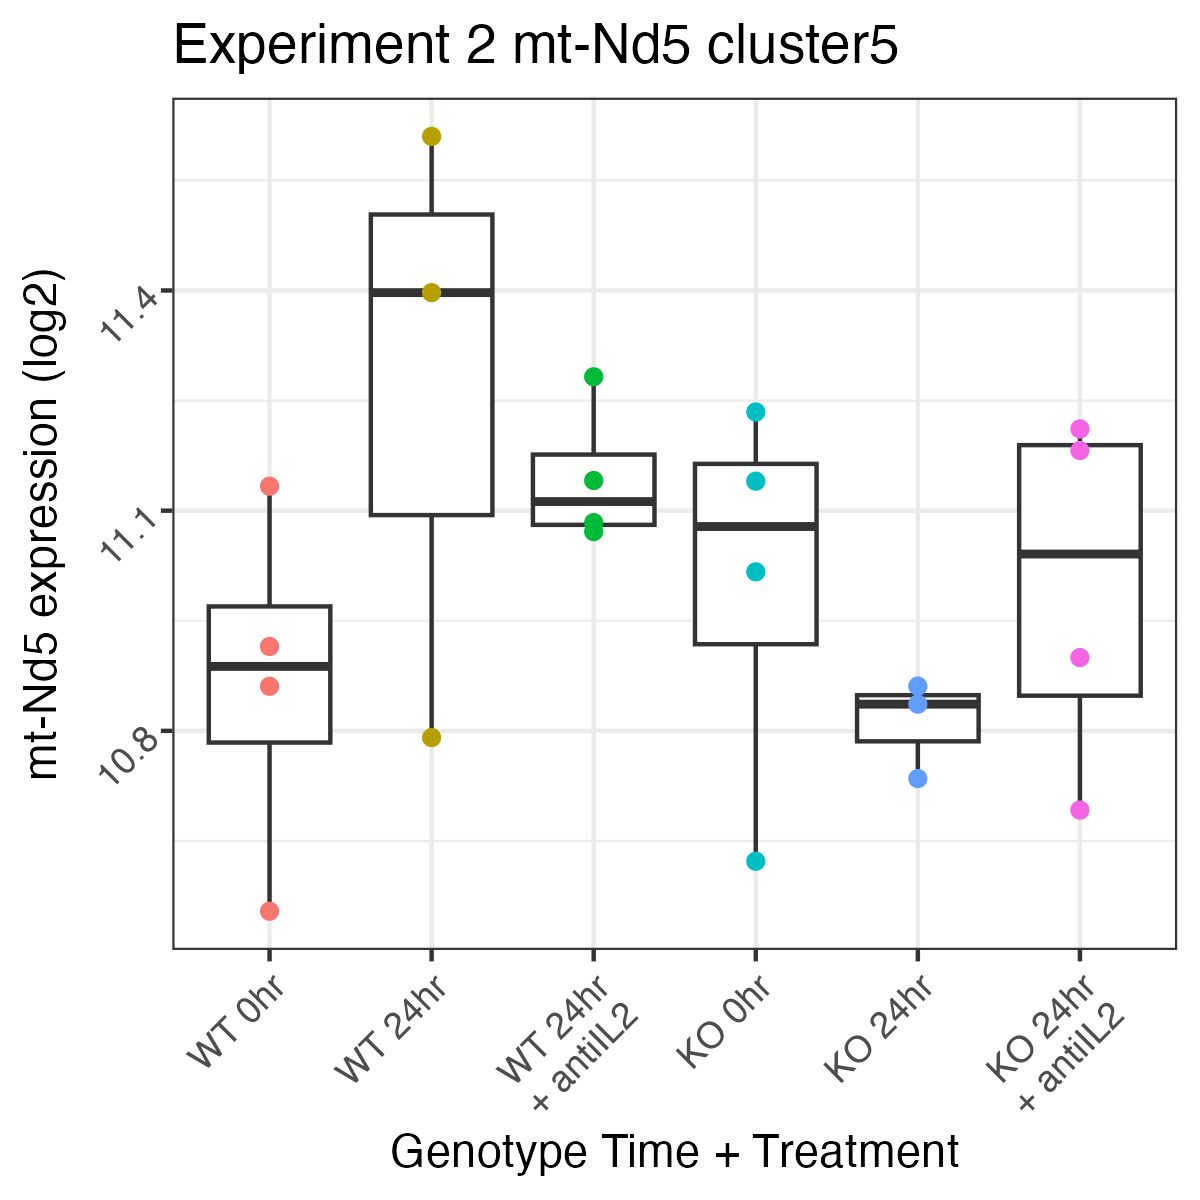 Experiment 2 mt-Nd5 cluster5
mt-Nd5 expression (log2)
11.4
11.1
10.8
WT 0hr
WT 24hr
WT 24hr
+ antiIL2
KO 0hr
KO 24hr
KO 24hr
+ antiIL2
Genotype Time + Treatment